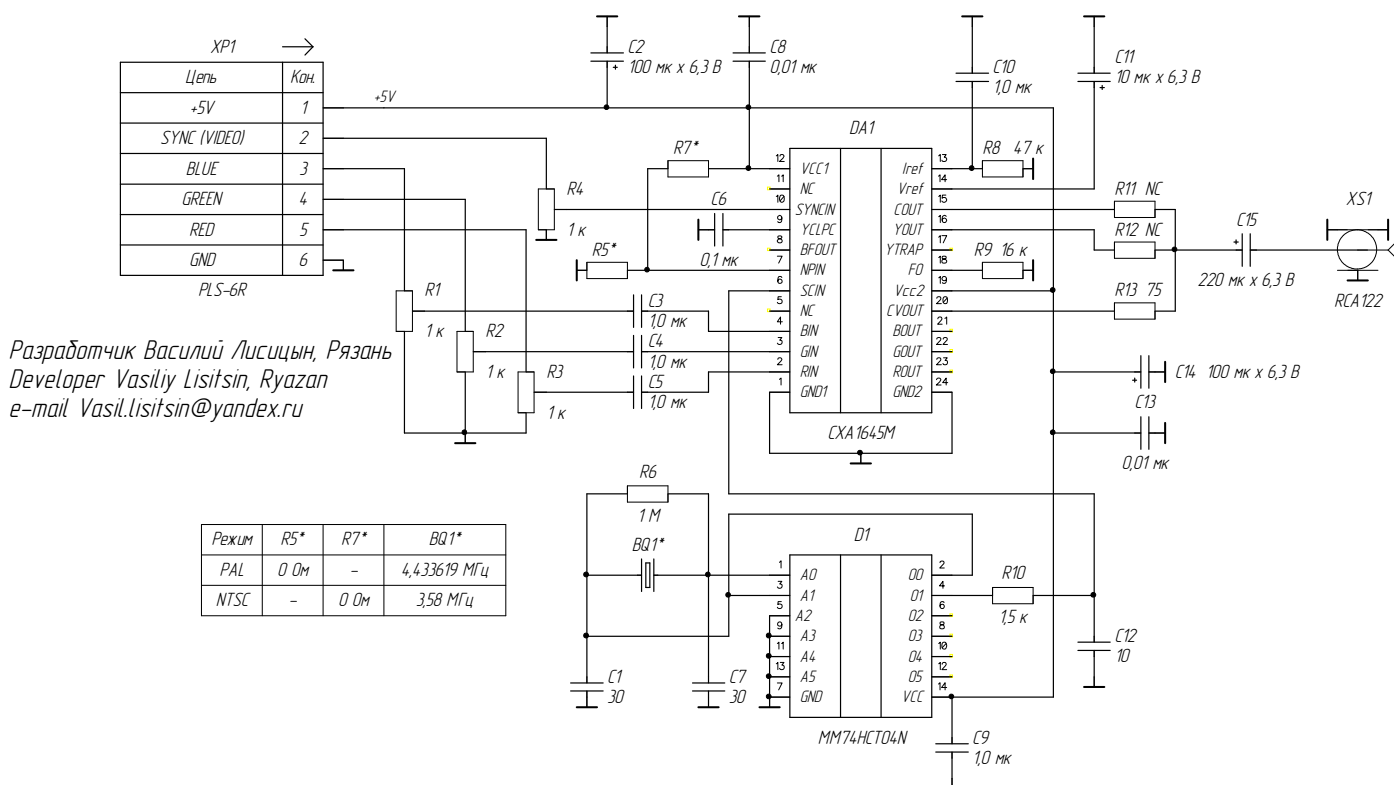 XP1
Цепь Кон.
+5V 1
SYNC (VIDEO) 2
BLUE 3
GREEN 4
RED 5
GND 6
PLS-6R
+5V
C2
100 мк x 6,3 В
C8
0,01 мк
C10
1,0 мк
C11
10 мк x 6,3 В
R7*
R4
1 к
C6
0,1 мк
R5*
R1
1 к
R2
1 к
R3
1 к
C3
1,0 мк
C4
1,0 мк
C5
1,0 мк
DA1
12 VCC1
11 NC
10 SYNCIN
9 YCLPC
8 BFOUT
7 NPIN
6 SCIN
5 NC
4 BIN
3 GIN
2 RIN
1 GND1
Iref 13
Vref 14
COUT 15
YOUT 16
YTRAP 17
FO 18
Vcc2 19
CVOUT 20
BOUT 21
GOUT 22
ROUT 23
GND2 24
CXA1645M
R8 47 к
R9 16 к
R11 NC
R12 NC
R13 75
C15
220 мк x 6,3 В
XS1
RCA122
C14 100 мк x 6,3 В
C13
0,01 мк
Разработчик Василий Лисицын, Рязань
Developer Vasiliy Lisitsin, Ryazan
e-mail Vasil.lisitsin@yandex.ru
Режим R5* R7* BQ1*
PAL 0 Ом - 4,433619 МГц
NTSC - 0 Ом 3,58 МГц
R6
1 М
BQ1*
C1
30
C7
30
D1
1 A0
3 A1
5 A2
9 A3
11 A4
13 A5
7 GND
O0 2
O1 4
O2 6
O3 8
O4 10
O5 12
VCC 14
MM74HCT04N
R10
1,5 к
C12
10
C9
1,0 мк